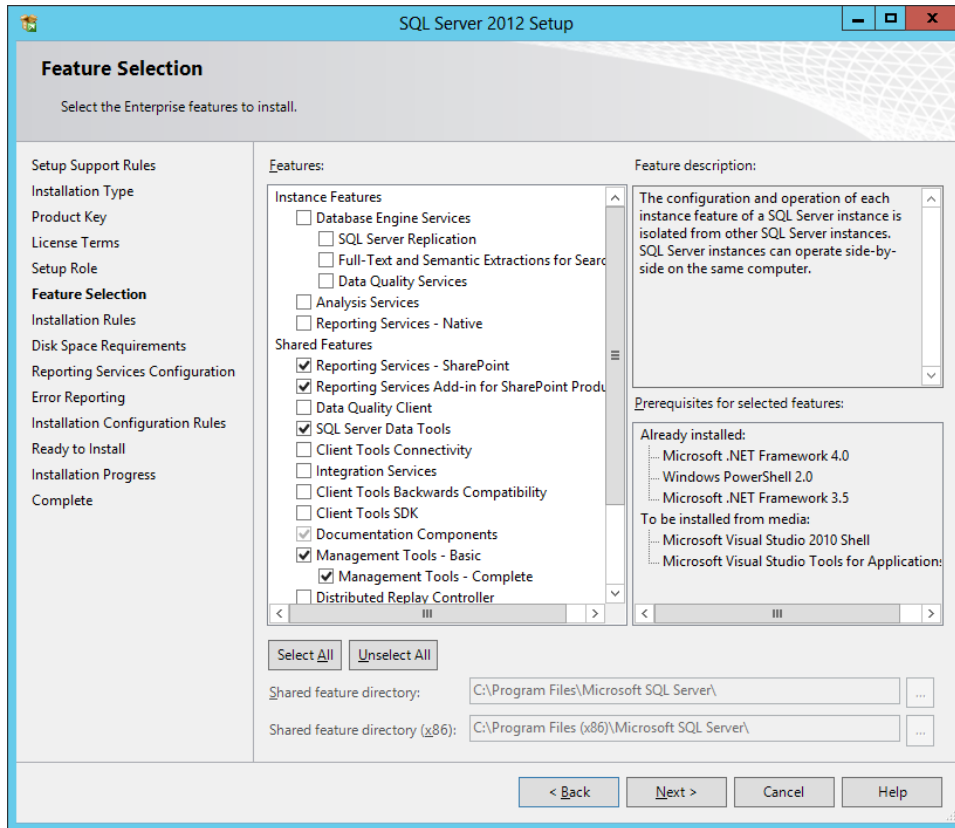 SQL Server 2012 Setup
Feature Selection
Select the Enterprise features to install.
Setup Support Rules
Installation Type
Product Key
License Terms
Setup Role
Feature Selection
Installation Rules
Disk Space Requirements
Reporting Services Configuration
Error Reporting
Installation Configuration Rules
Ready to Install
Installation Progress
Complete
Features:
Instance Features
Database Engine Services
SQL Server Replication
Full-Text and Semantic Extractions for Searc
Data Quality Services
Analysis Services
Reporting Services - Native
Shared Features
Reporting Services - SharePoint
Reporting Services Add-in for SharePoint Produ
Data Quality Client
SQL Server Data Tools
Client Tools Connectivity
Integration Services
Client Tools Backwards Compatibility
Client Tools SDK
Documentation Components
Management Tools - Basic
Management Tools - Complete
Distributed Replay Controller
Feature description:
The configuration and operation of each
instance feature of a SQL Server instance is
isolated from other SQL Server instances.
SQL Server instances can operate side-by-
side on the same computer.
Prerequisites for selected features:
Already installed:
Microsoft .NET Framework 4.0
Windows PowerShell 2.0
Microsoft .NET Framework 3.5
To be installed from media:
Microsoft Visual Studio 2010 Shell
Microsoft Visual Studio Tools for Applications
Select All
Unselect All
Shared feature directory:
C:\Program Files\Microsoft SQL Server\
...
Shared feature directory (x86):
C:\Program Files (x86)\Microsoft SQL Server\
...
< Back
Next >
Cancel
Help